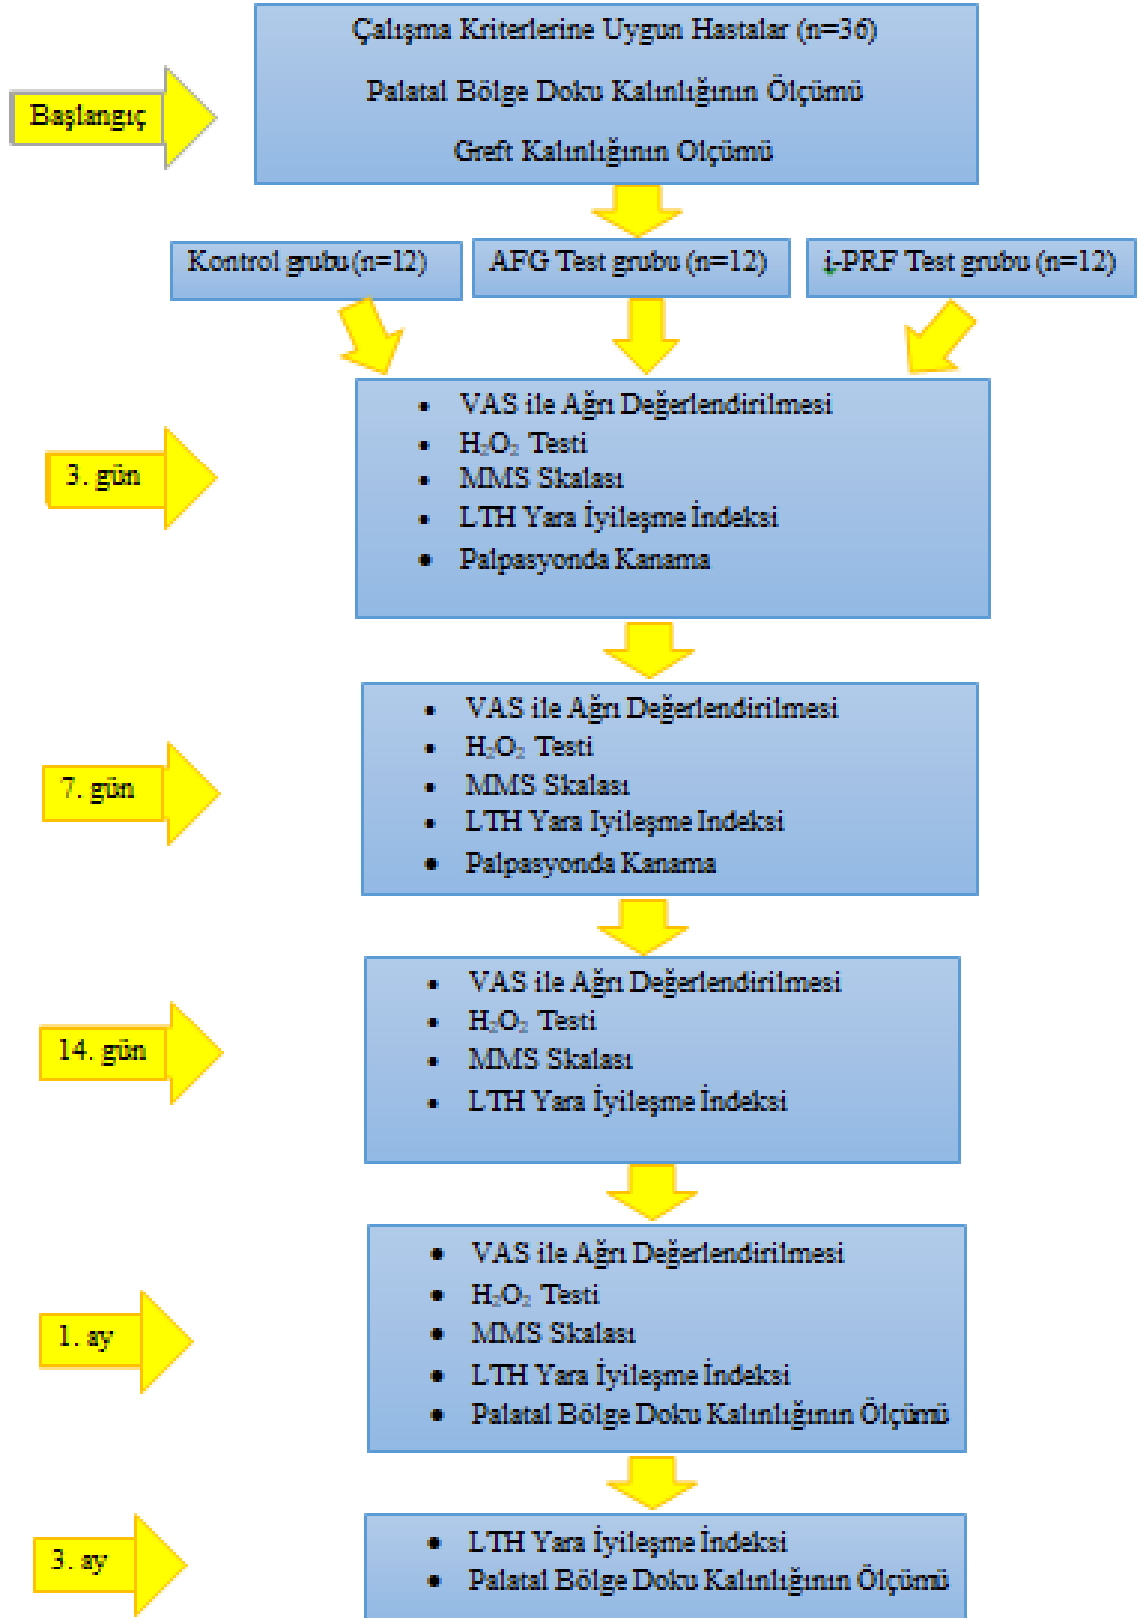 Çalışma Kriterlerine Uygun Hastalar (n=36)
Palatal Bölge Doku Kalınlığının Ölçümü
Greft Kalınlığının Olçümü
Başlangıç
Kontrol grubu (n=12)
AFG Test grubu (n=12)
i-PRF Test grubu (n=12)
3. gün
• VAS ile Ağrı Değerlendirilmesi
• H₂O₂ Testi
• MMS Skalası
• LTH Yara İyileşme İndeksi
• Palpasyonda Kanama
7. gün
• VAS ile Ağrı Değerlendirilmesi
• H₂O₂ Testi
• MMS Skalası
• LTH Yara Iyileşme Indeksi
• Palpasyonda Kanama
14. gün
• VAS ile Ağrı Değerlendirilmesi
• H₂O₂ Testi
• MMS Skalası
• LTH Yara İyileşme İndeksi
1. ay
• VAS ile Ağrı Değerlendirilmesi
• H₂O₂ Testi
• MMS Skalası
• LTH Yara İyileşme İndeksi
• Palatal Bölge Doku Kalınlığının Ölçümü
3. ay
• LTH Yara İyileşme İndeksi
• Palatal Bölge Doku Kalınlığının Ölçümü